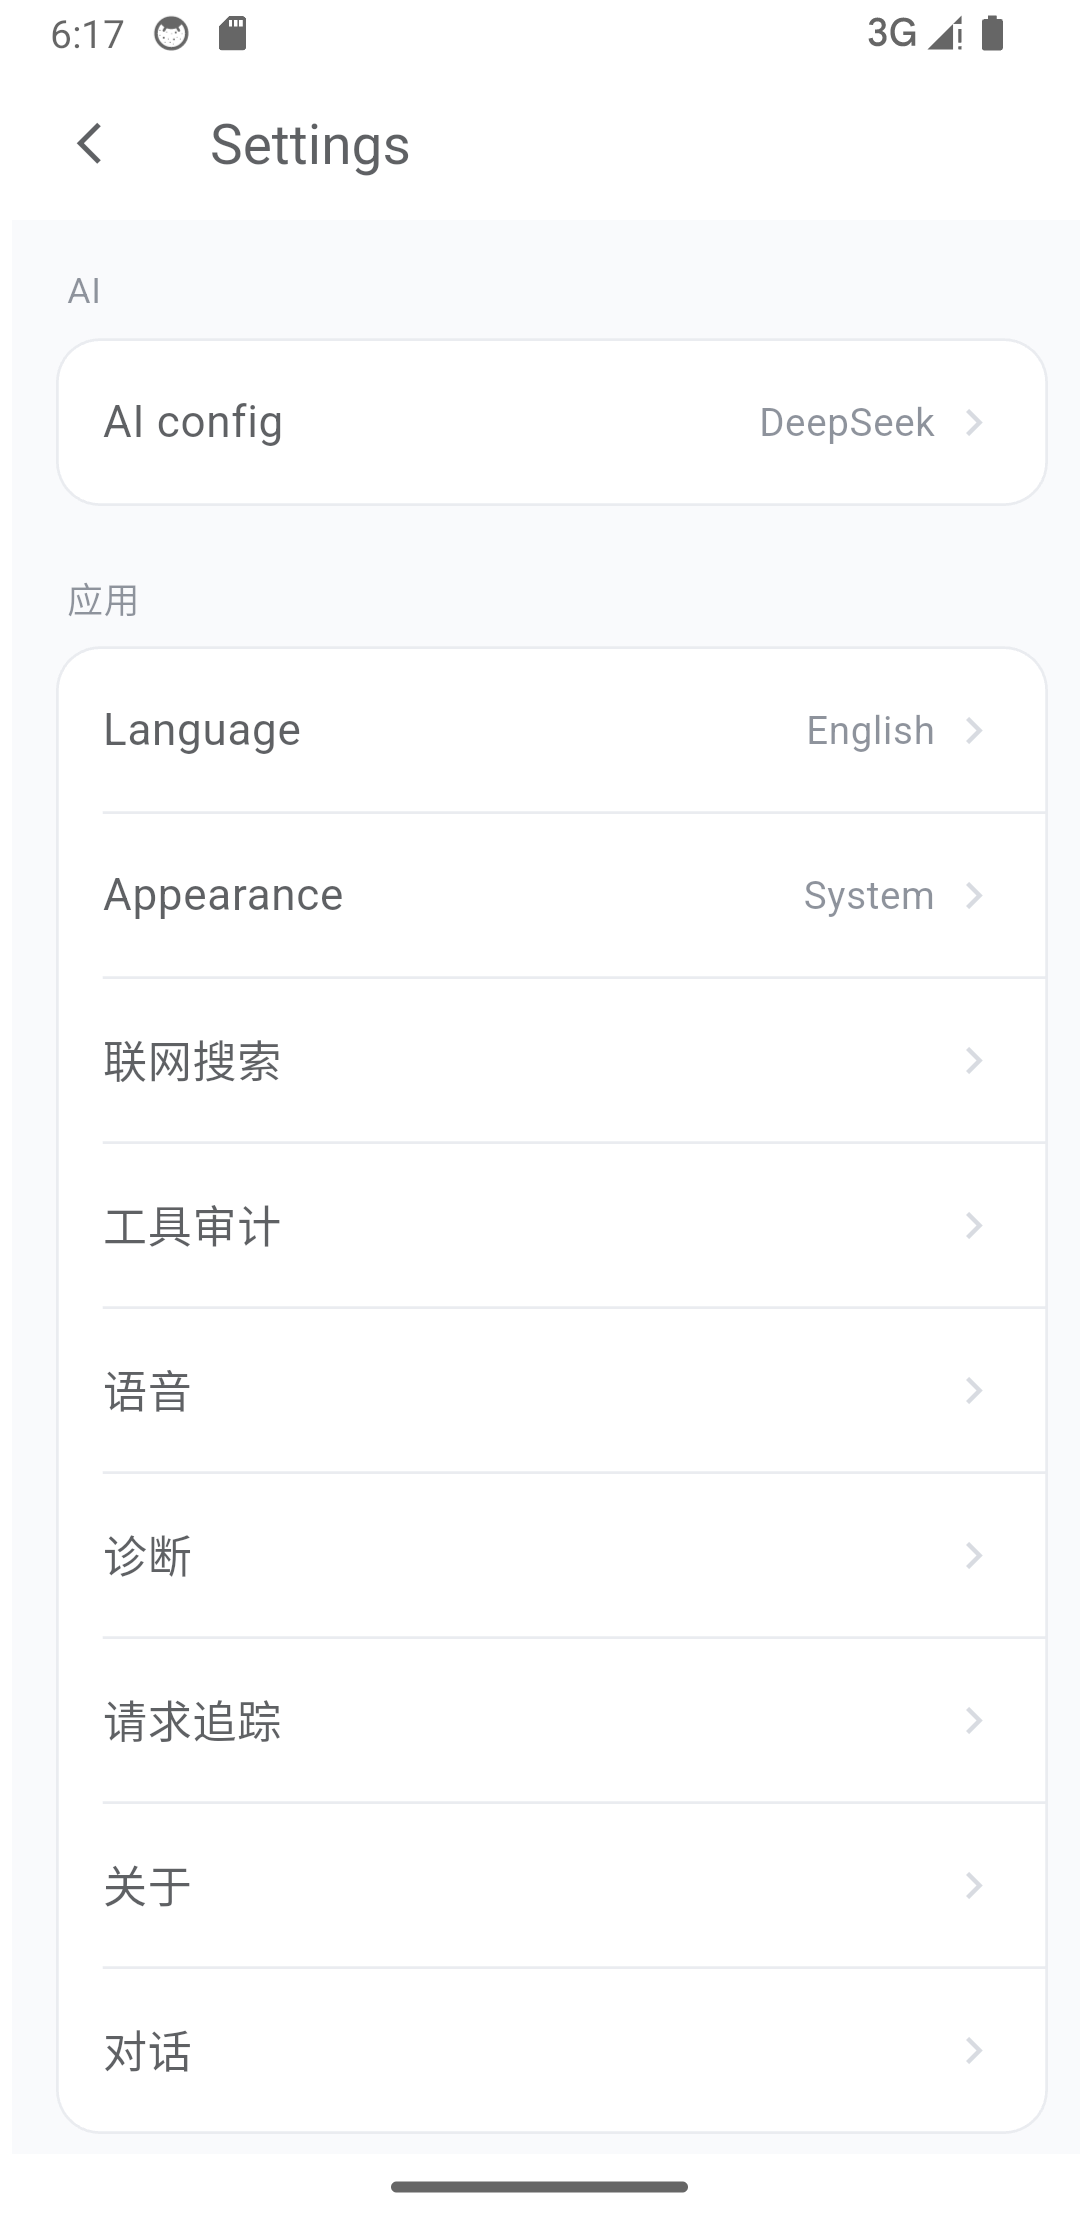 6:17
3G
Settings
AI
AI config
DeepSeek
应用
Language
English
Appearance
System
联网搜索
工具审计
语音
诊断
请求追踪
关于
对话